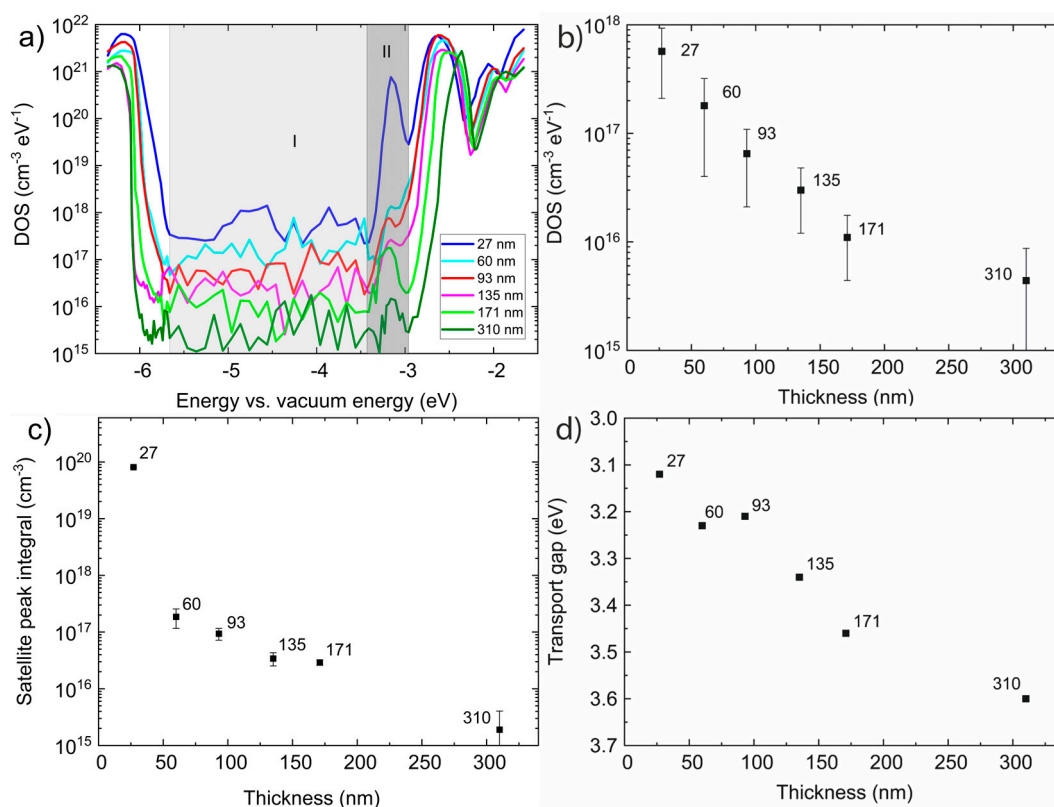 a)
DOS (cm⁻³ eV⁻¹)
10²²
10²¹
10²⁰
10¹⁹
10¹⁸
10¹⁷
10¹⁶
10¹⁵
I
II
27 nm
60 nm
93 nm
135 nm
171 nm
310 nm
-6 -5 -4 -3 -2
Energy vs. vacuum energy (eV)
b)
DOS (cm⁻³ eV⁻¹)
10¹⁸
10¹⁷
10¹⁶
10¹⁵
27
60
93
135
171
310
0 50 100 150 200 250 300
Thickness (nm)
c)
Satellite peak integral (cm⁻³)
10²⁰
10¹⁹
10¹⁸
10¹⁷
10¹⁶
10¹⁵
27
60
93
135
171
310
0 50 100 150 200 250 300
Thickness (nm)
d)
Transport gap (eV)
3.0
3.1
3.2
3.3
3.4
3.5
3.6
3.7
27
60
93
135
171
310
0 50 100 150 200 250 300
Thickness (nm)